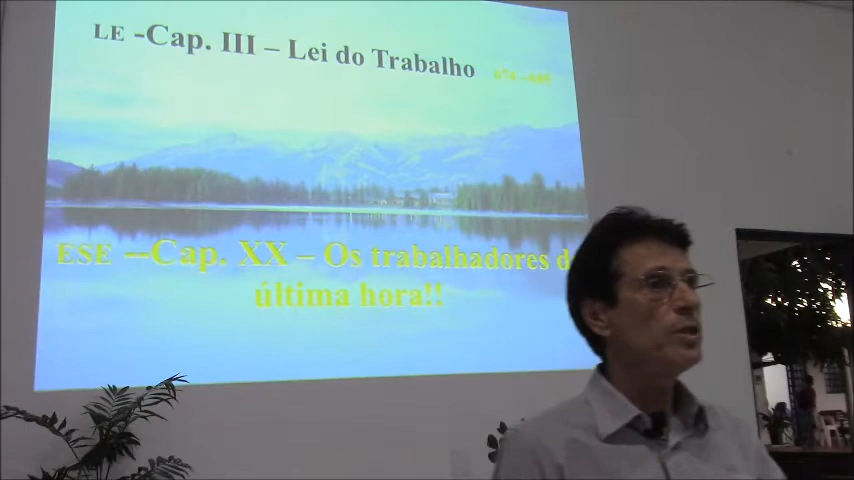 LE -Cap. III – Lei do Trabalho
ESE –Cap. XX – Os trabalhadores
última hora!!